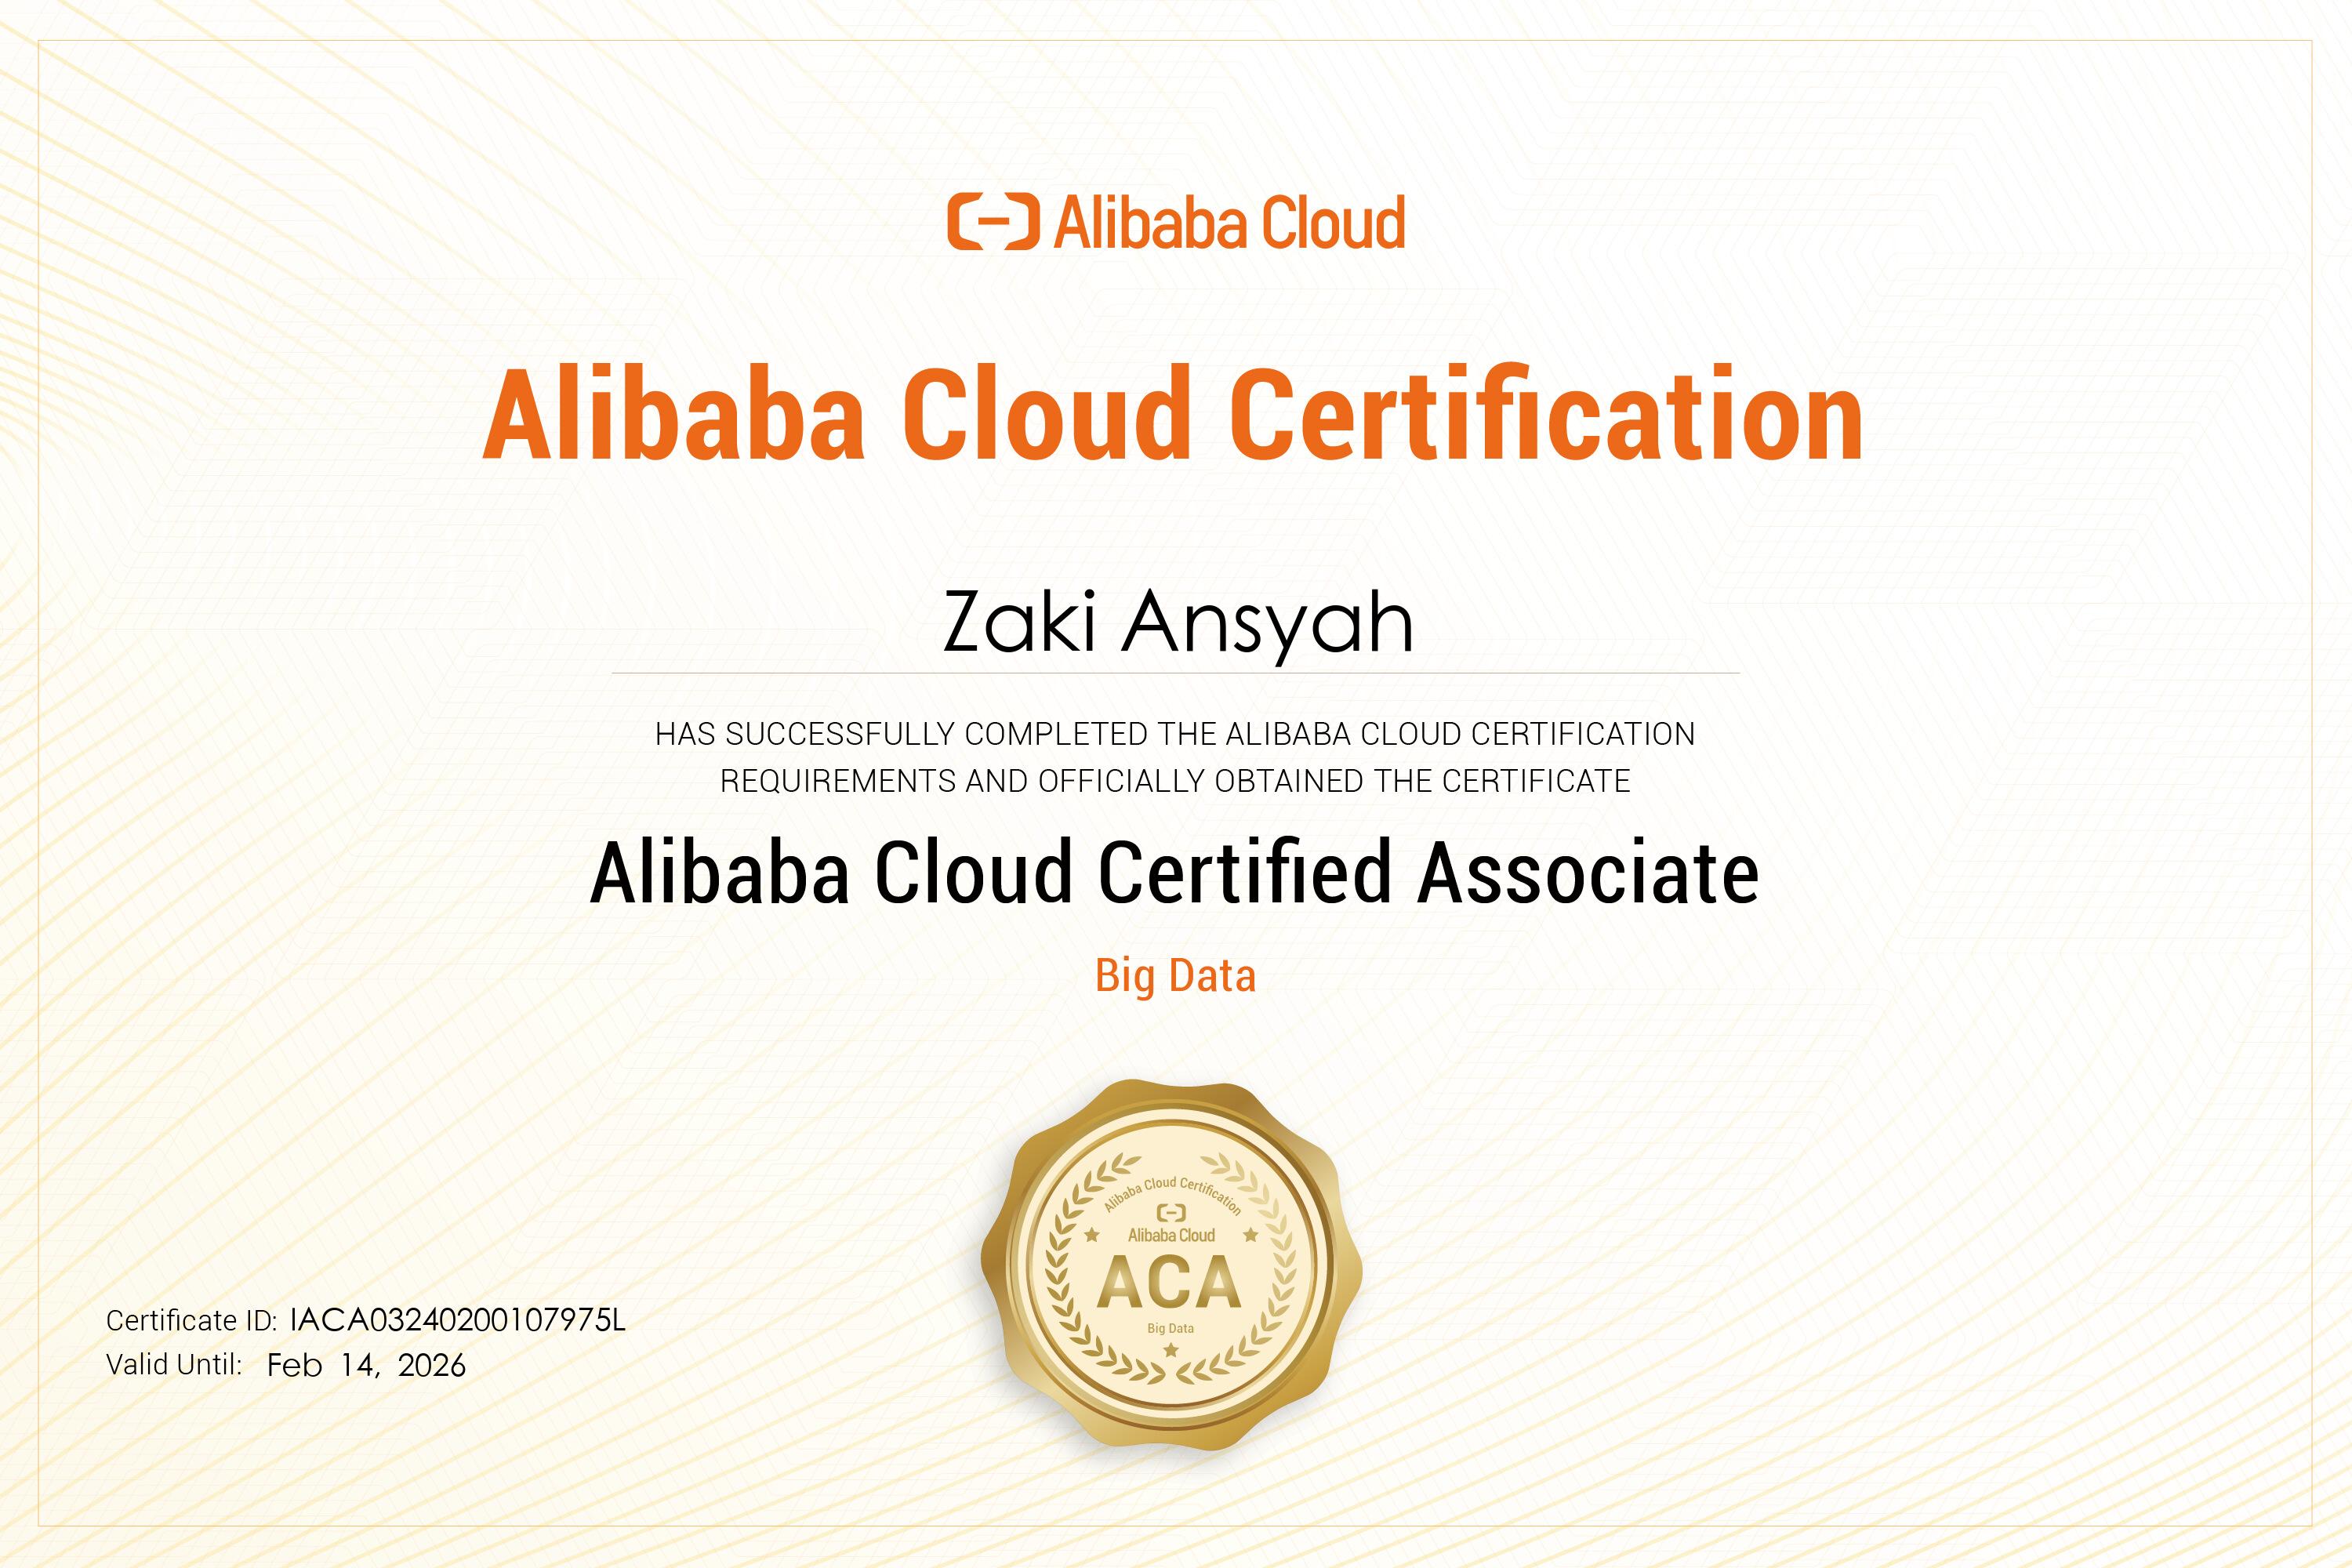 Alibaba Cloud
Alibaba Cloud Certification
Zaki Ansyah
HAS SUCCESSFULLY COMPLETED THE ALIBABA CLOUD CERTIFICATION
REQUIREMENTS AND OFFICIALLY OBTAINED THE CERTIFICATE
Alibaba Cloud Certified Associate
Big Data
Alibaba Cloud Certification
Alibaba Cloud
ACA
Big Data
Certificate ID: IACA03240200107975L
Valid Until: Feb 14, 2026